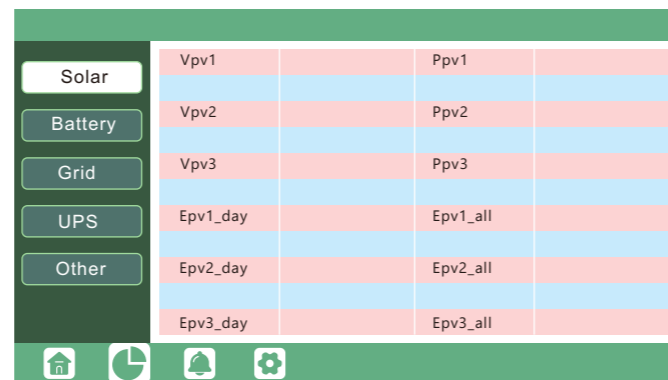 Solar
Battery
Grid
UPS
Other
Vpv1 Ppv1
Vpv2 Ppv2
Vpv3 Ppv3
Epv1_day Epv1_all
Epv2_day Epv2_all
Epv3_day Epv3_all